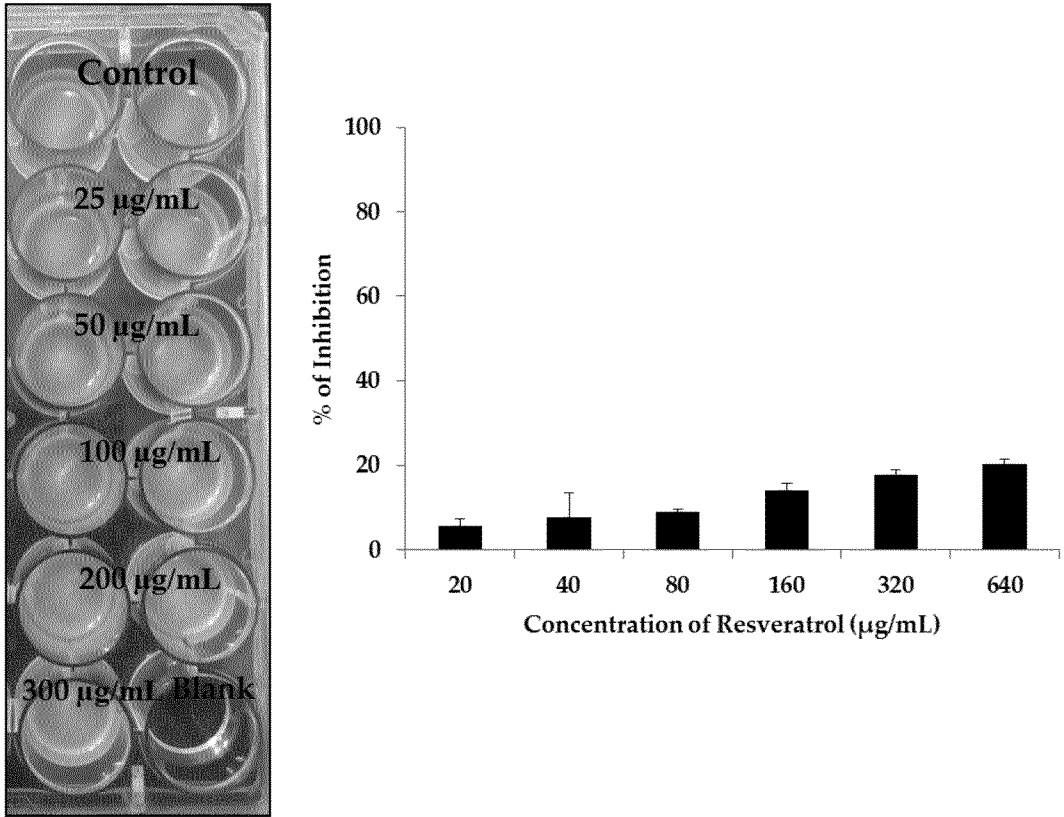 Control
25 µg/mL
50 µg/mL
100 µg/mL
200 µg/mL
300 µg/mL Blank
100
80
60
40
20
0
% of Inhibition
20 40 80 160 320 640
Concentration of Resveratrol (µg/mL)